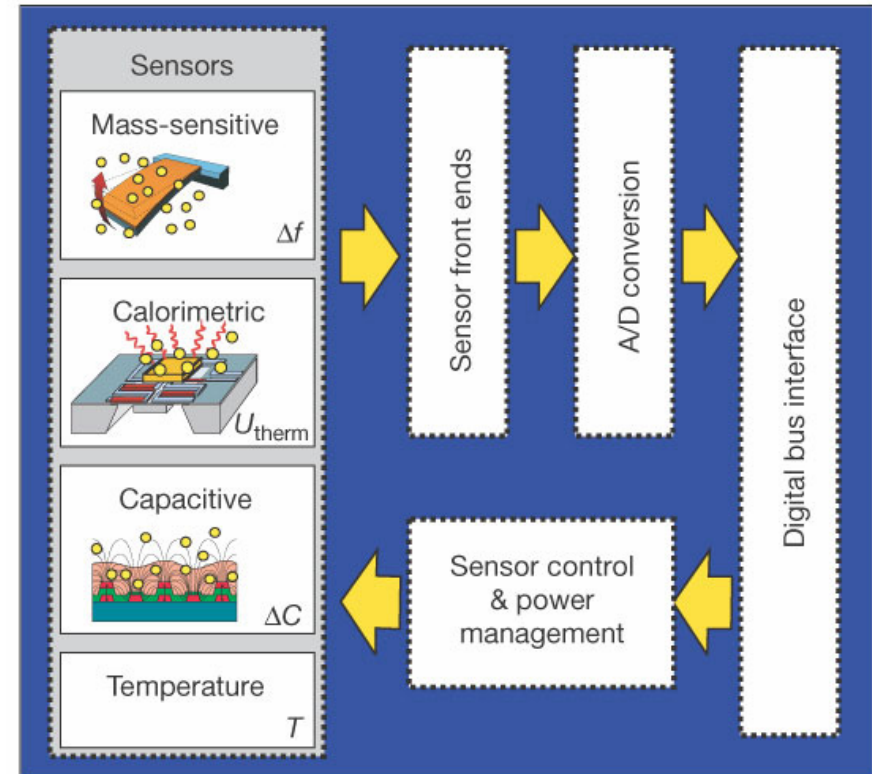 Sensors
Mass-sensitive
Δf
Calorimetric
U_therm
Capacitive
ΔC
Temperature
T
Sensor front ends
A/D conversion
Digital bus interface
Sensor control
& power
management